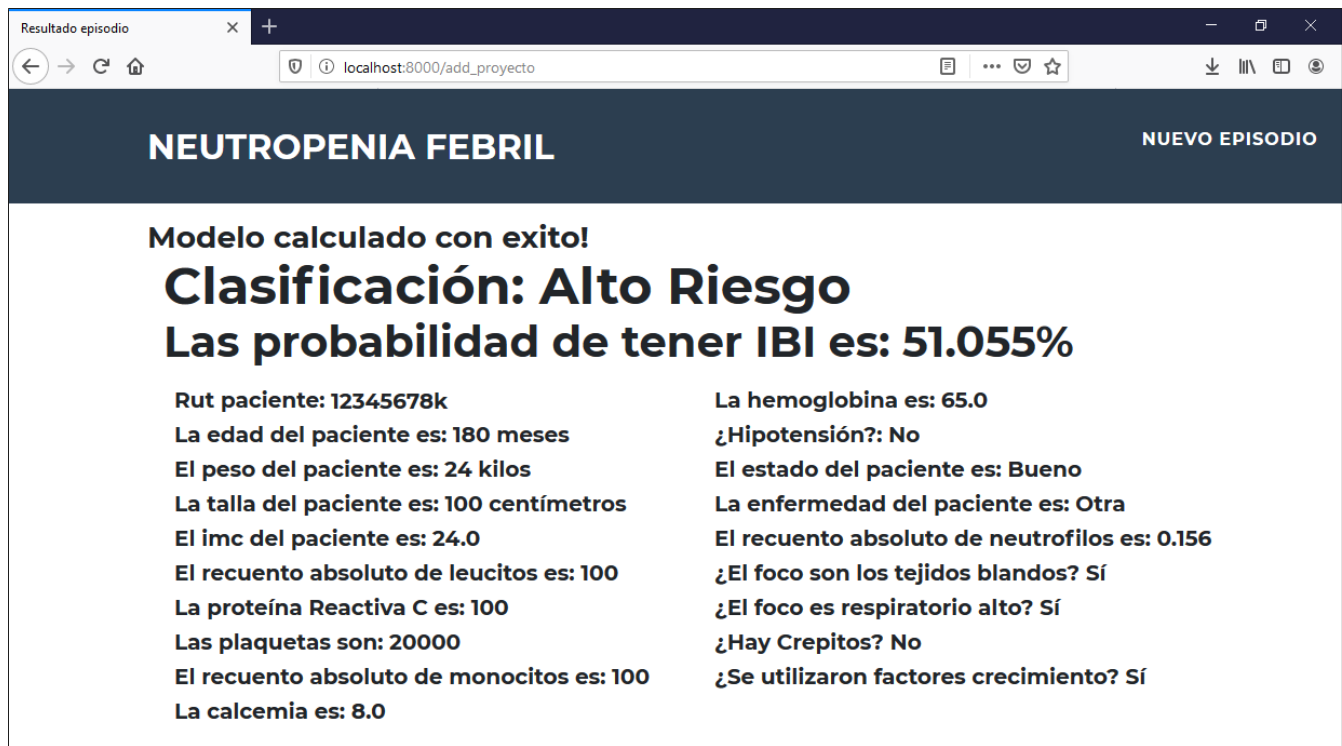 Resultado episodio
localhost:8000/add_proyecto
NEUTROPENIA FEBRIL
NUEVO EPISODIO
Modelo calculado con exito!
Clasificación: Alto Riesgo
Las probabilidad de tener IBI es: 51.055%
Rut paciente: 12345678k
La edad del paciente es: 180 meses
El peso del paciente es: 24 kilos
La talla del paciente es: 100 centímetros
El imc del paciente es: 24.0
El recuento absoluto de leucitos es: 100
La proteína Reactiva C es: 100
Las plaquetas son: 20000
El recuento absoluto de monocitos es: 100
La calcemia es: 8.0
La hemoglobina es: 65.0
¿Hipotensión?: No
El estado del paciente es: Bueno
La enfermedad del paciente es: Otra
El recuento absoluto de neutrofilos es: 0.156
¿El foco son los tejidos blandos? Sí
¿El foco es respiratorio alto? Sí
¿Hay Crepitos? No
¿Se utilizaron factores crecimiento? Sí